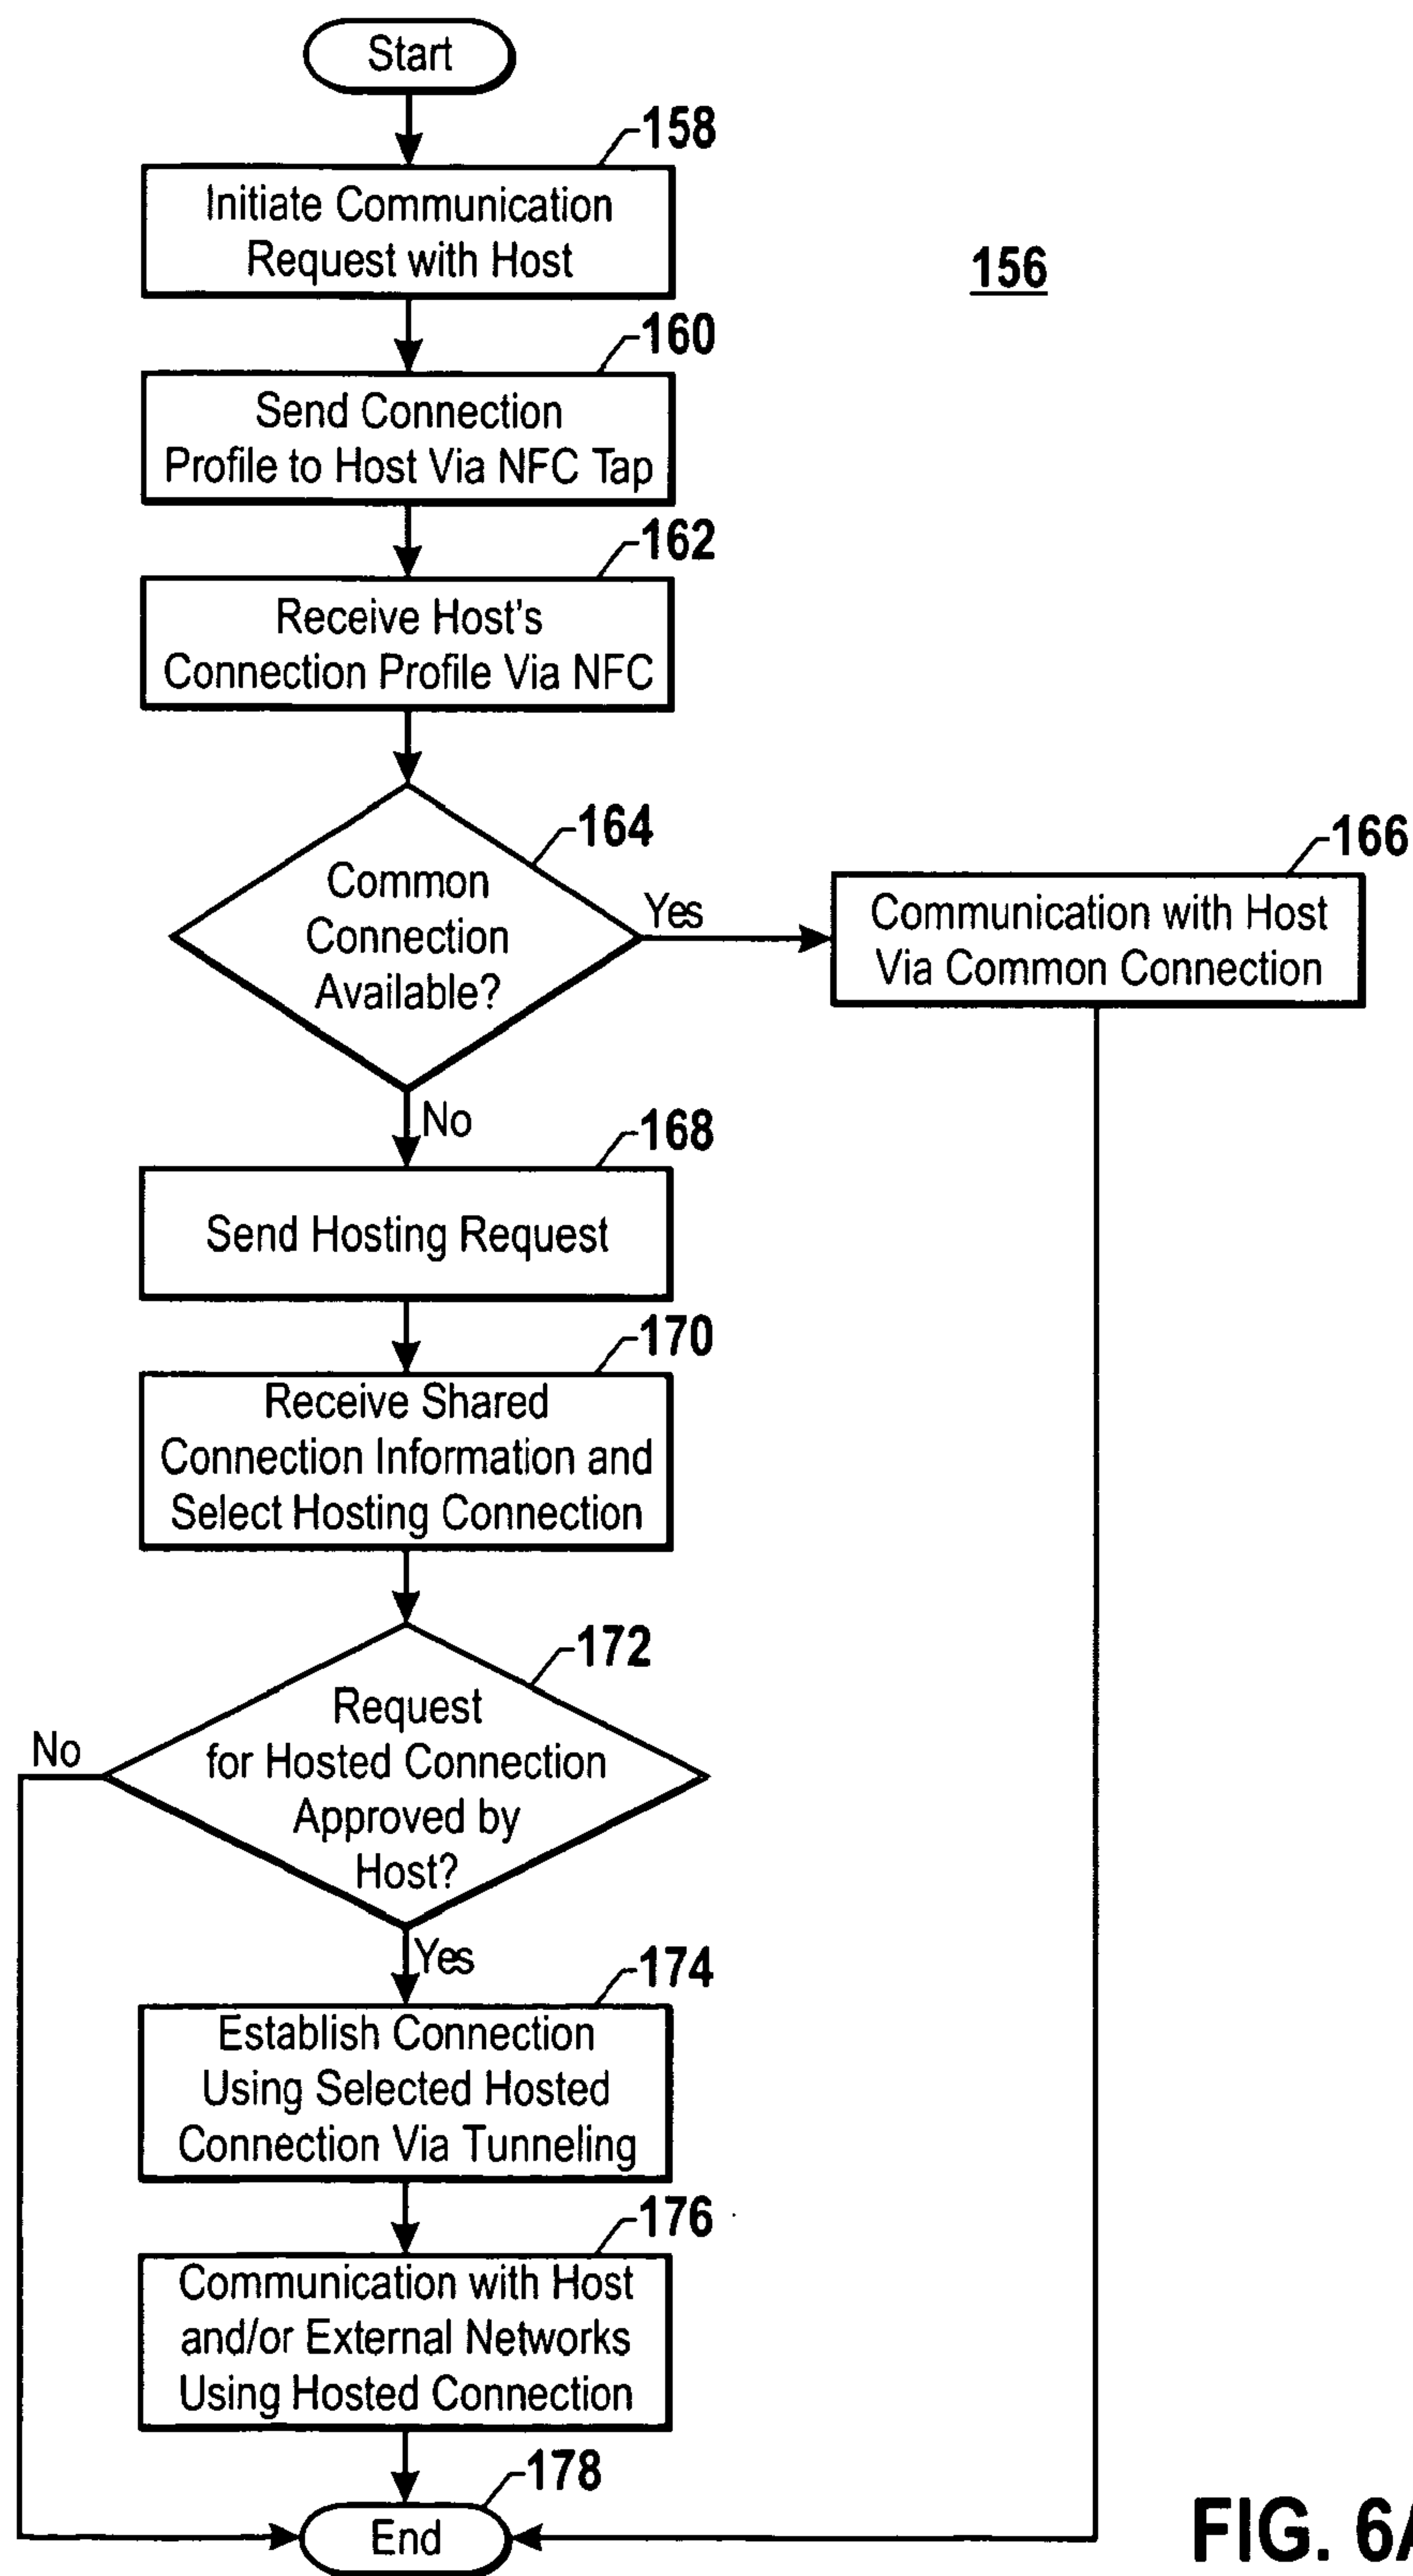 Start
158
Initiate Communication
Request with Host
156
160
Send Connection
Profile to Host Via NFC Tap
162
Receive Host's
Connection Profile Via NFC
164
Common
Connection
Available?
Yes
166
Communication with Host
Via Common Connection
No
168
Send Hosting Request
170
Receive Shared
Connection Information and
Select Hosting Connection
172
Request
for Hosted Connection
Approved by
Host?
No
Yes
174
Establish Connection
Using Selected Hosted
Connection Via Tunneling
176
Communication with Host
and/or External Networks
Using Hosted Connection
178
End
FIG. 6A